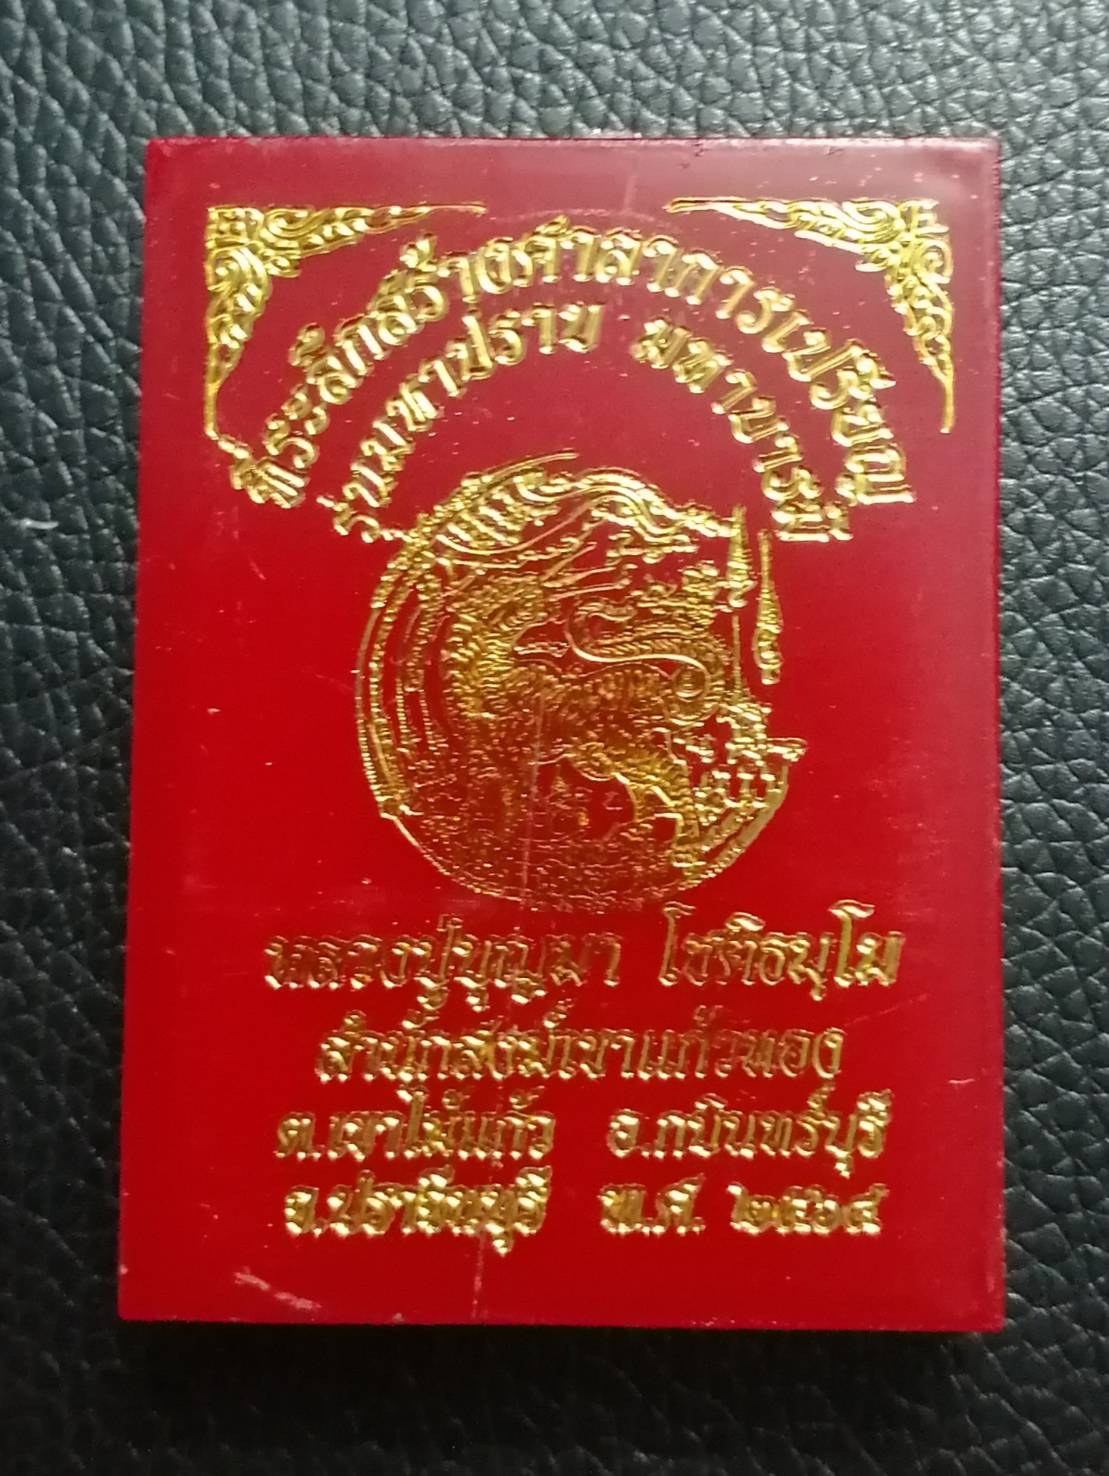 ที่ระลึกสร้างศาลาการเปรียญ
รุ่นมหาปราบ มหาบารมี
หลวงปู่บุญมา โชติธมฺโม
สำนักสงฆ์เขาแก้วทอง
ต.เขาไม้แก้ว อ.กบินทร์บุรี
จ.ปราจีนบุรี พ.ศ. ๒๕๖๔